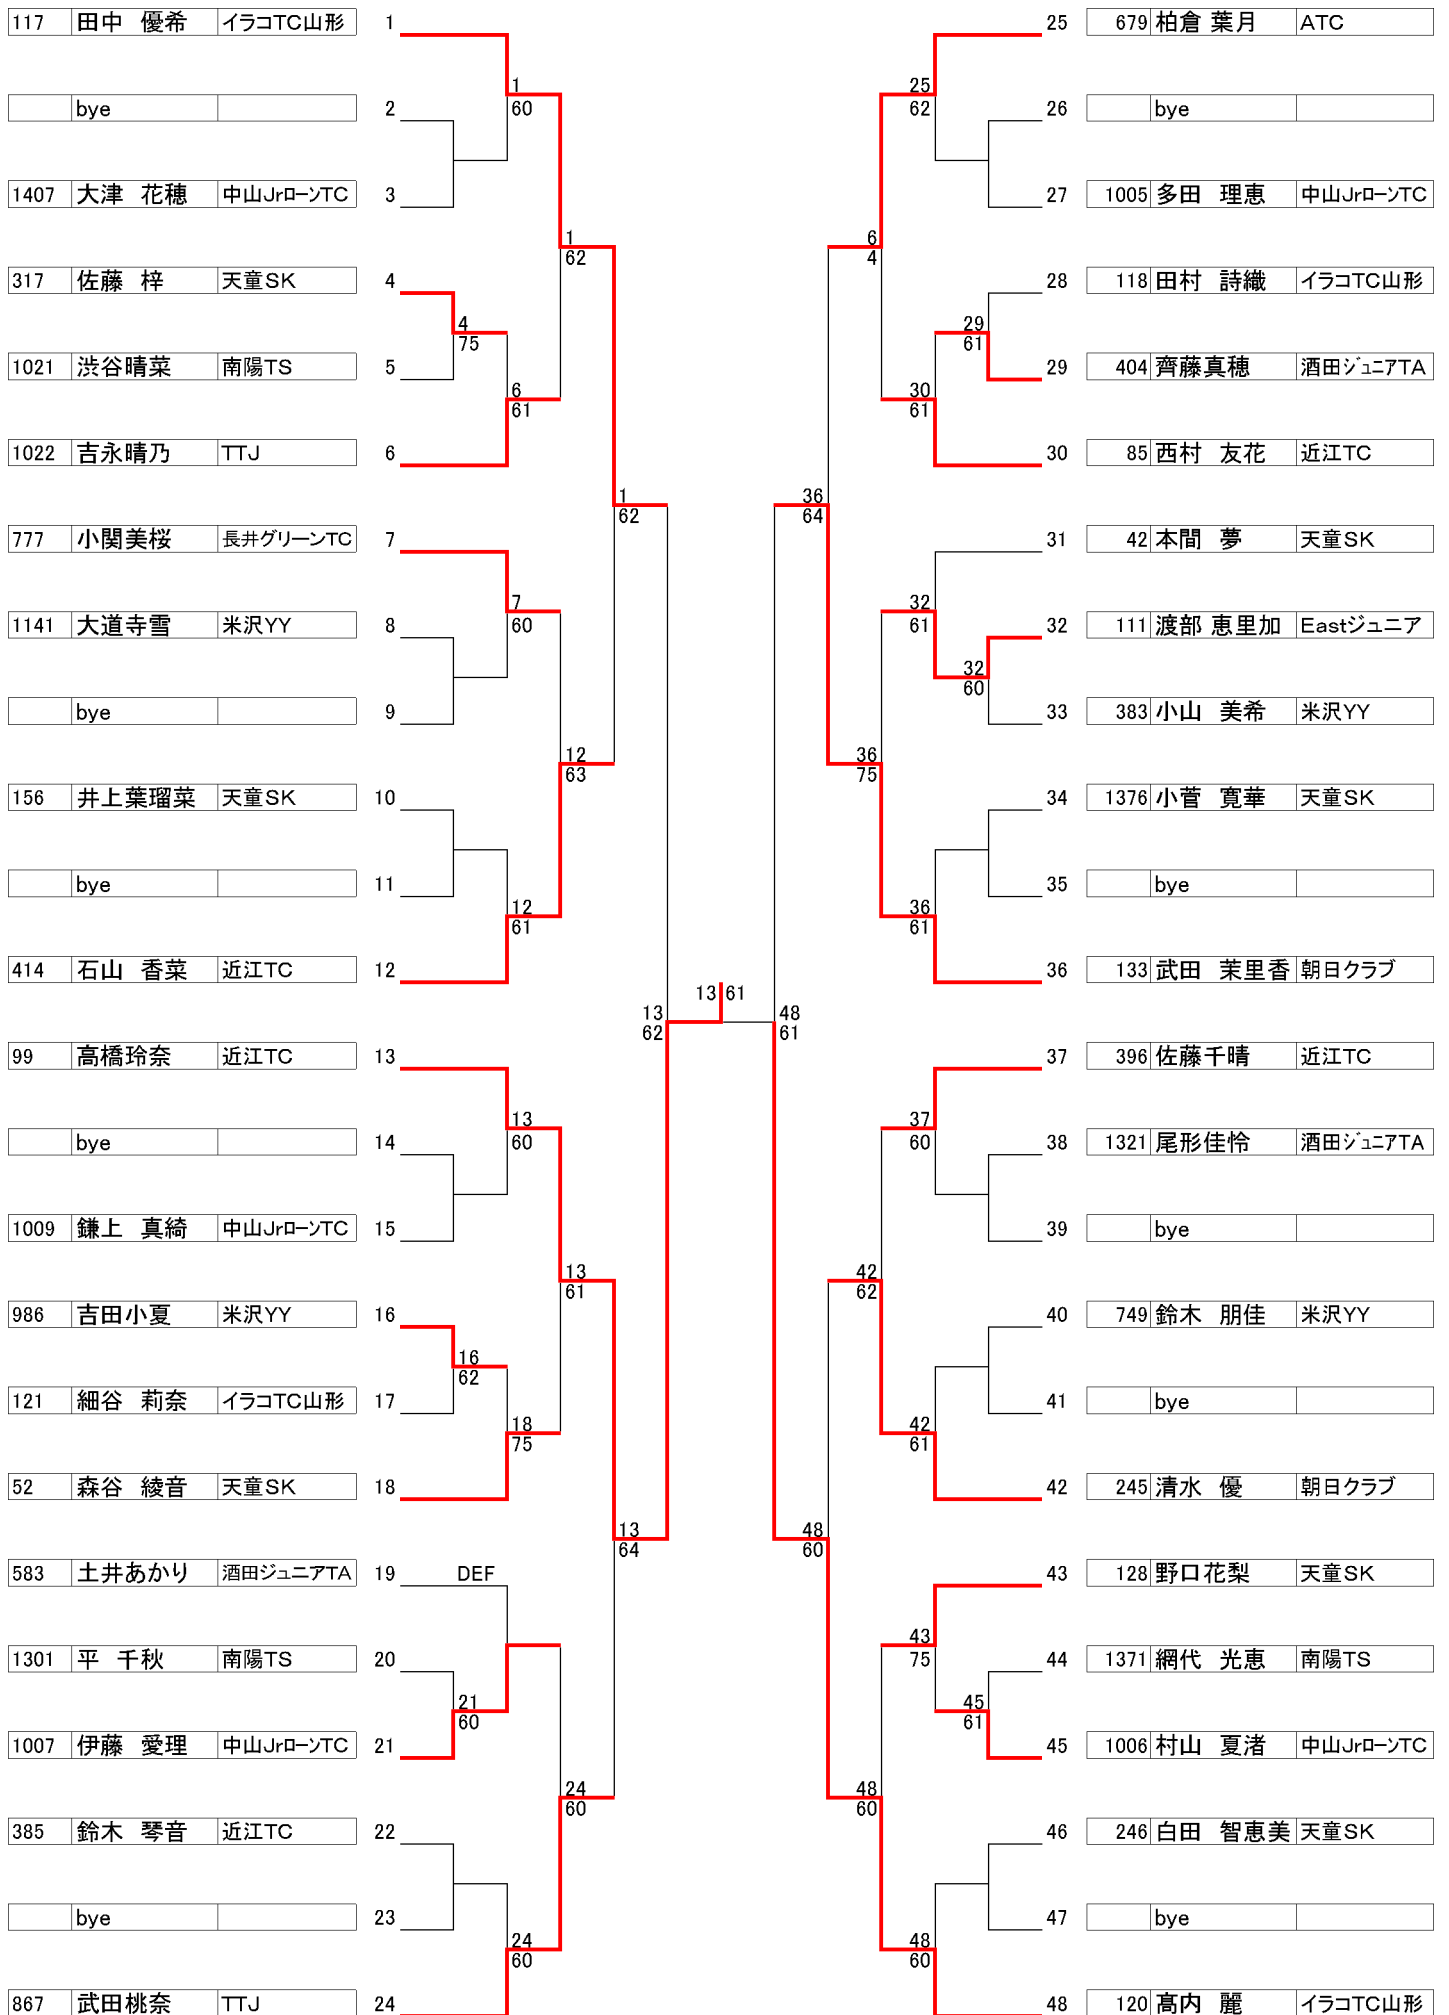 117 田中 優希 イラコTC山形 1
bye 2
1407 大津 花穂 中山JrローンTC 3
317 佐藤 梓 天童SK 4
1021 渋谷晴菜 南陽TS 5
1022 吉永晴乃 TTJ 6
777 小関美桜 長井グリーンTC 7
1141 大道寺雪 米沢YY 8
bye 9
156 井上葉瑠菜 天童SK 10
bye 11
414 石山 香菜 近江TC 12
99 高橋玲奈 近江TC 13
bye 14
1009 鎌上 真綺 中山JrローンTC 15
986 吉田小夏 米沢YY 16
121 細谷 莉奈 イラコTC山形 17
52 森谷 綾音 天童SK 18
583 土井あかり 酒田ジュニアTA 19
1301 平 千秋 南陽TS 20
1007 伊藤 愛理 中山JrローンTC 21
385 鈴木 琴音 近江TC 22
bye 23
867 武田桃奈 TTJ 24
4
75
16
62
21
60
1
60
6
61
7
60
12
61
13
60
18
75
DEF
24
60
1
62
12
63
13
61
24
60
1
62
13
64
13
62
13 61
48
61
36
64
48
60
6
4
36
75
42
62
48
60
25
62
30
61
32
61
36
61
37
60
42
61
43
75
48
60
29
61
32
60
45
61
25 679 柏倉 葉月 ATC
26 bye
27 1005 多田 理恵 中山JrローンTC
28 118 田村 詩織 イラコTC山形
29 404 齊藤真穂 酒田ジュニアTA
30 85 西村 友花 近江TC
31 42 本間 夢 天童SK
32 111 渡部 恵里加 Eastジュニア
33 383 小山 美希 米沢YY
34 1376 小菅 寛華 天童SK
35 bye
36 133 武田 茉里香 朝日クラブ
37 396 佐藤千晴 近江TC
38 1321 尾形佳怜 酒田ジュニアTA
39 bye
40 749 鈴木 朋佳 米沢YY
41 bye
42 245 清水 優 朝日クラブ
43 128 野口花梨 天童SK
44 1371 網代 光恵 南陽TS
45 1006 村山 夏渚 中山JrローンTC
46 246 白田 智恵美 天童SK
47 bye
48 120 髙内 麗 イラコTC山形